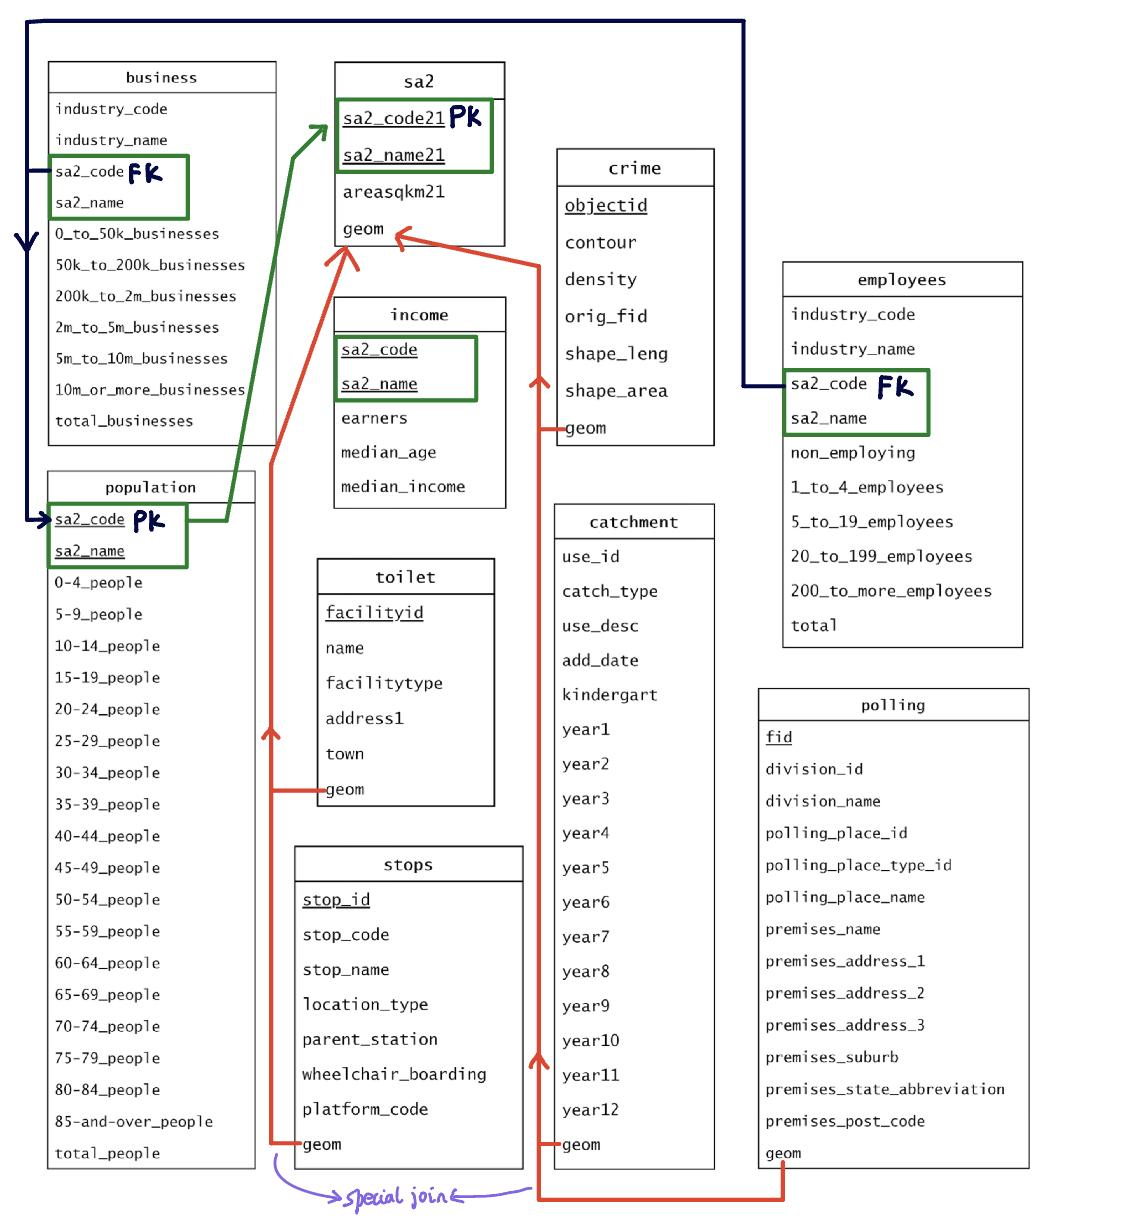 business
industry_code
industry_name
sa2_code FK
sa2_name
0_to_50k_businesses
50k_to_200k_businesses
200k_to_2m_businesses
2m_to_5m_businesses
5m_to_10m_businesses
10m_or_more_businesses
total_businesses
population
sa2_code PK
sa2_name
0-4_people
5-9_people
10-14_people
15-19_people
20-24_people
25-29_people
30-34_people
35-39_people
40-44_people
45-49_people
50-54_people
55-59_people
60-64_people
65-69_people
70-74_people
75-79_people
80-84_people
85-and-over_people
total_people
sa2
sa2_code21 PK
sa2_name21
areasqkm21
geom
income
sa2_code
sa2_name
earners
median_age
median_income
toilet
facilityid
name
facilitytype
address1
town
geom
stops
stop_id
stop_code
stop_name
location_type
parent_station
wheelchair_boarding
platform_code
geom
special join
crime
objectid
contour
density
orig_fid
shape_leng
shape_area
geom
catchment
use_id
catch_type
use_desc
add_date
kindergart
year1
year2
year3
year4
year5
year6
year7
year8
year9
year10
year11
year12
geom
employees
industry_code
industry_name
sa2_code FK
sa2_name
non_employing
1_to_4_employees
5_to_19_employees
20_to_199_employees
200_to_more_employees
total
polling
fid
division_id
division_name
polling_place_id
polling_place_type_id
polling_place_name
premises_name
premises_address_1
premises_address_2
premises_address_3
premises_suburb
premises_state_abbreviation
premises_post_code
geom